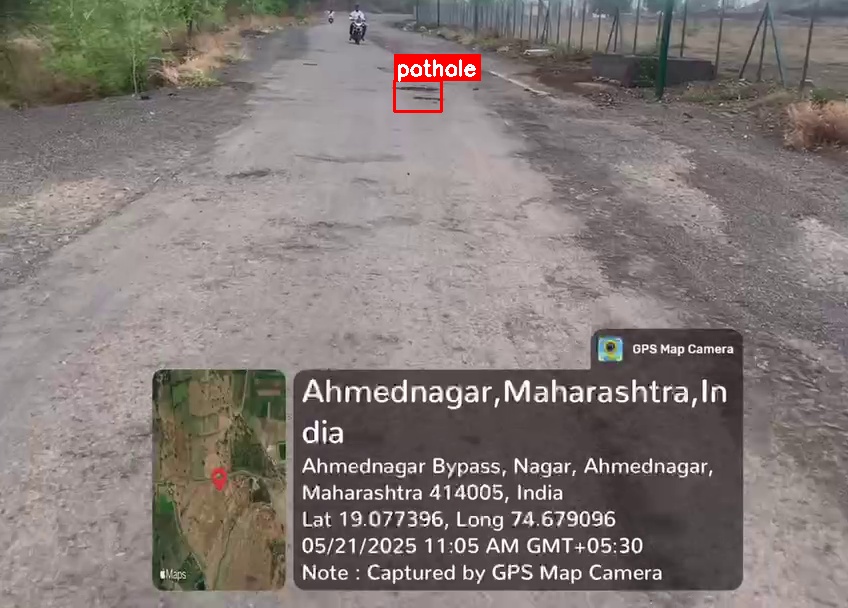 pothole
GPS Map Camera
Ahmednagar,Maharashtra,In
dia
Ahmednagar Bypass, Nagar, Ahmednagar,
Maharashtra 414005, India
Lat 19.077396, Long 74.679096
05/21/2025 11:05 AM GMT+05:30
Note : Captured by GPS Map Camera
Maps